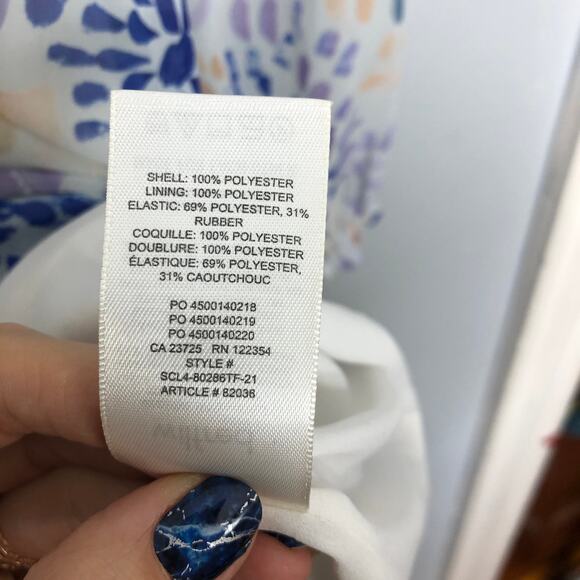 SHELL: 100% POLYESTER
LINING: 100% POLYESTER
ELASTIC: 69% POLYESTER, 31%
RUBBER
COQUILLE: 100% POLYESTER
DOUBLURE: 100% POLYESTER
ÉLASTIQUE: 69% POLYESTER,
31% CAOUTCHOUC
PO 4500140218
PO 4500140219
PO 4500140220
CA 23725 RN 122354
STYLE #
SCL4-80286TF-21
ARTICLE # 82036